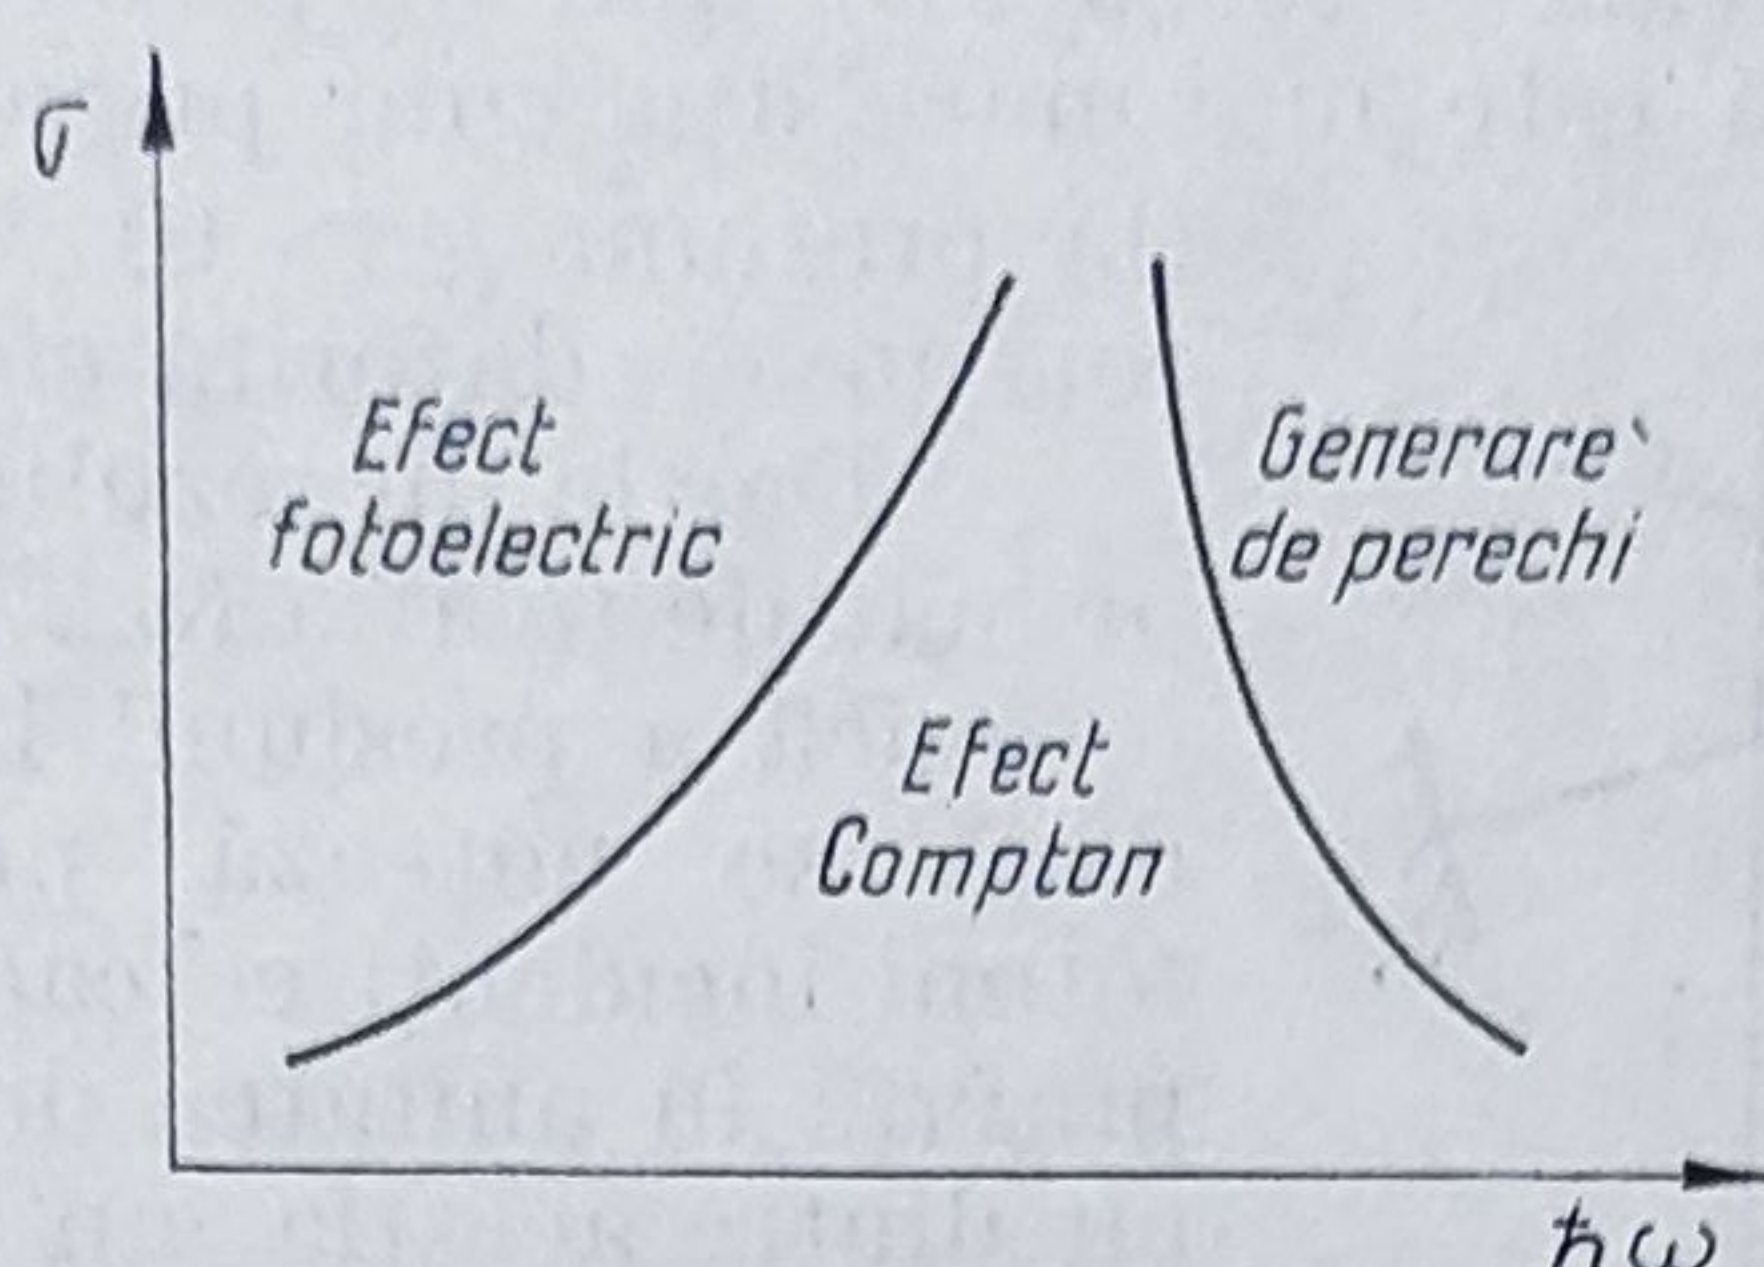 σ
Efect
fotoelectric
Generare
de perechi
Efect
Compton
ħω